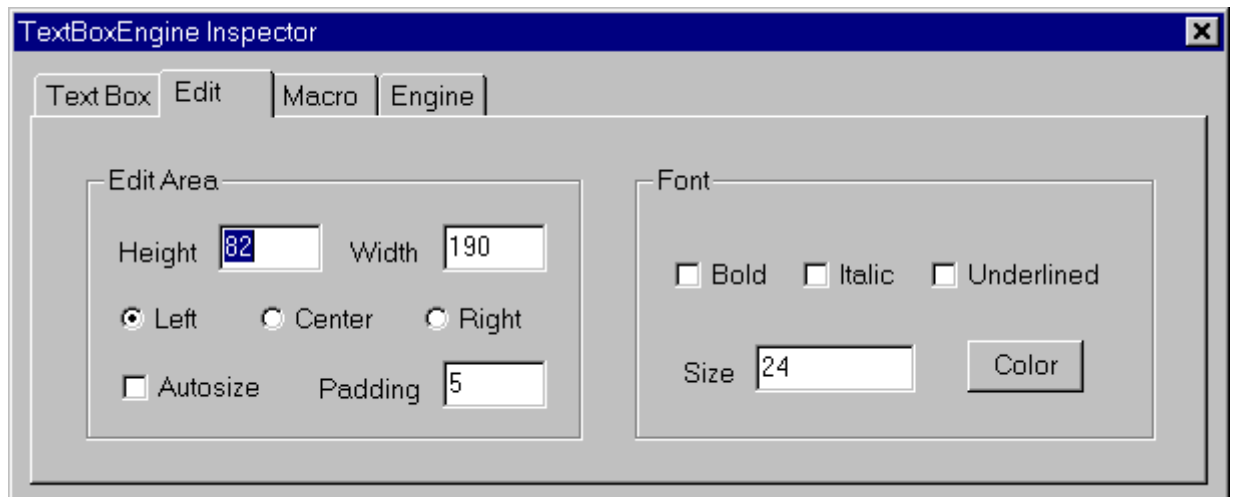 TextBoxEngine Inspector
Text Box Edit Macro Engine
Edit Area
Height 82 Width 190
Left Center Right
Autosize Padding 5
Font
Bold Italic Underlined
Size 24 Color